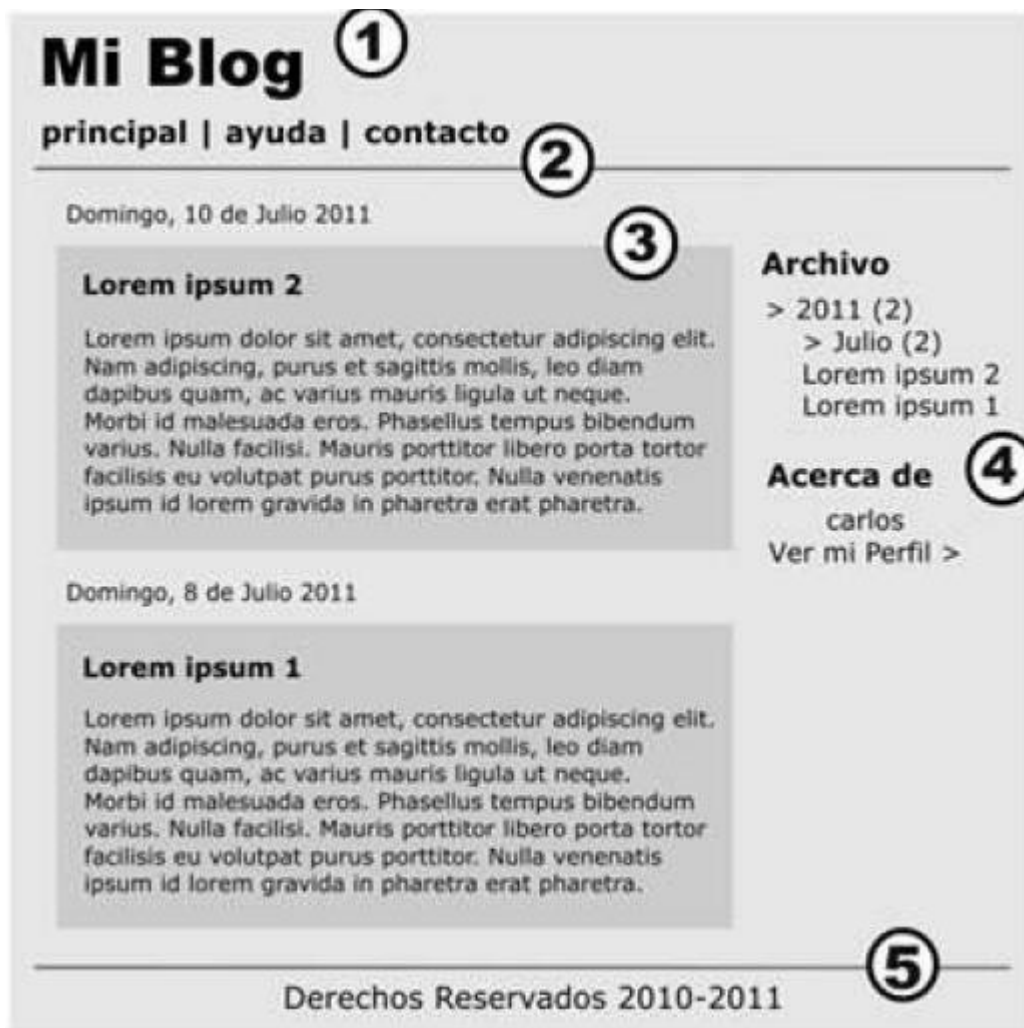 Mi Blog
1
principal | ayuda | contacto
2
Domingo, 10 de Julio 2011
3
Lorem ipsum 2
Lorem ipsum dolor sit amet, consectetur adipiscing elit.
Nam adipiscing, purus et sagittis mollis, leo diam
dapibus quam, ac varius mauris ligula ut neque.
Morbi id malesuada eros. Phasellus tempus bibendum
varius. Nulla facilisi. Mauris porttitor libero porta tortor
facilisis eu volutpat purus porttitor. Nulla venenatis
ipsum id lorem gravida in pharetra erat pharetra.
Domingo, 8 de Julio 2011
Lorem ipsum 1
Lorem ipsum dolor sit amet, consectetur adipiscing elit.
Nam adipiscing, purus et sagittis mollis, leo diam
dapibus quam, ac varius mauris ligula ut neque.
Morbi id malesuada eros. Phasellus tempus bibendum
varius. Nulla facilisi. Mauris porttitor libero porta tortor
facilisis eu volutpat purus porttitor. Nulla venenatis
ipsum id lorem gravida in pharetra erat pharetra.
Archivo
> 2011 (2)
> Julio (2)
Lorem ipsum 2
Lorem ipsum 1
Acerca de
4
carlos
Ver mi Perfil >
5
Derechos Reservados 2010-2011